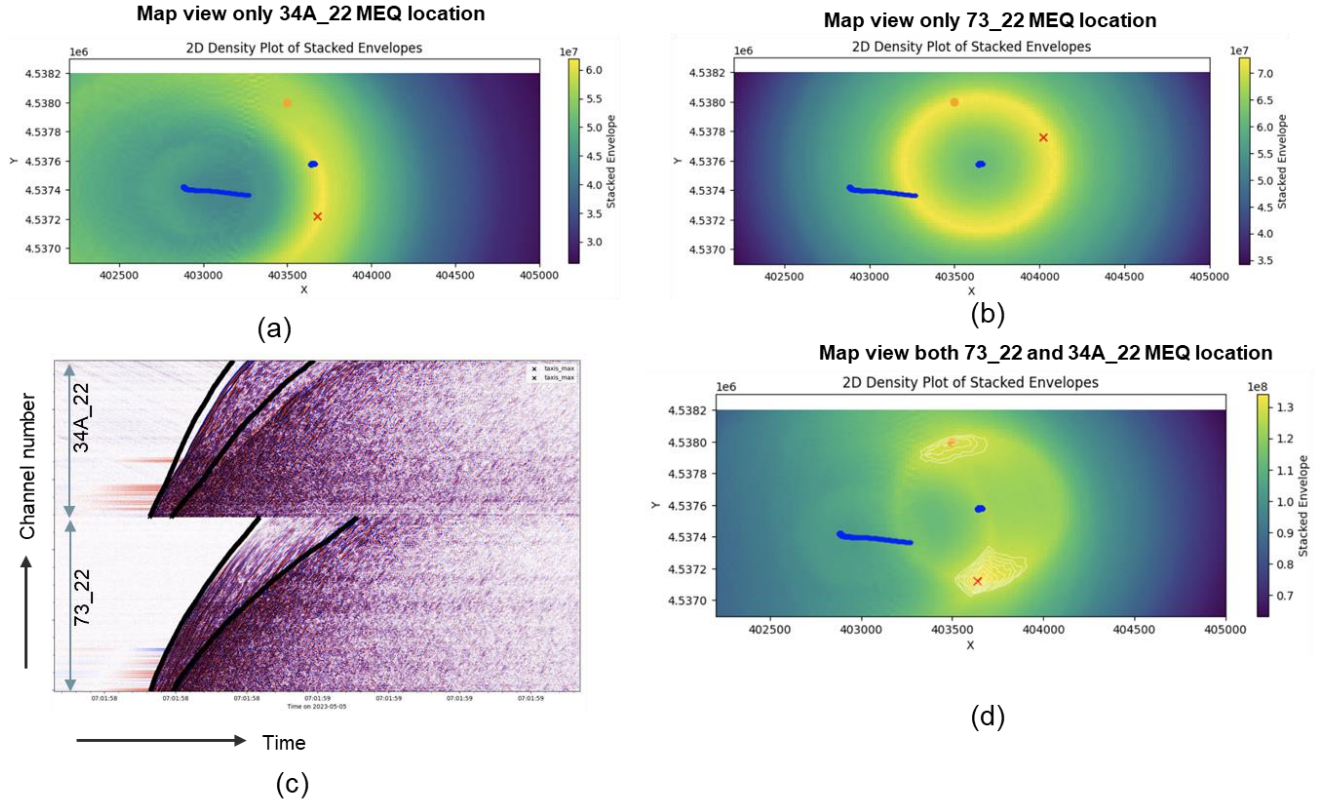 Map view only 34A_22 MEQ location
2D Density Plot of Stacked Envelopes
1e6
1e7
4.5382
4.5380
4.5378
4.5376
4.5374
4.5372
4.5370
Y
402500 403000 403500 404000 404500 405000
X
6.0
5.5
5.0
4.5
4.0
3.5
3.0
Stacked Envelope
(a)
Map view only 73_22 MEQ location
2D Density Plot of Stacked Envelopes
1e6
1e7
4.5382
4.5380
4.5378
4.5376
4.5374
4.5372
4.5370
Y
402500 403000 403500 404000 404500 405000
X
7.0
6.5
6.0
5.5
5.0
4.5
4.0
3.5
Stacked Envelope
(b)
Channel number
34A_22
73_22
taxis_max
taxis_max
07:01:58 07:01:58 07:01:58 07:01:59 07:01:59 07:01:59 07:01:59
Time on 2023-05-05
Time
(c)
Map view both 73_22 and 34A_22 MEQ location
2D Density Plot of Stacked Envelopes
1e6
1e8
4.5382
4.5380
4.5378
4.5376
4.5374
4.5372
4.5370
Y
402500 403000 403500 404000 404500 405000
X
1.3
1.2
1.1
1.0
0.9
0.8
0.7
Stacked Envelope
(d)